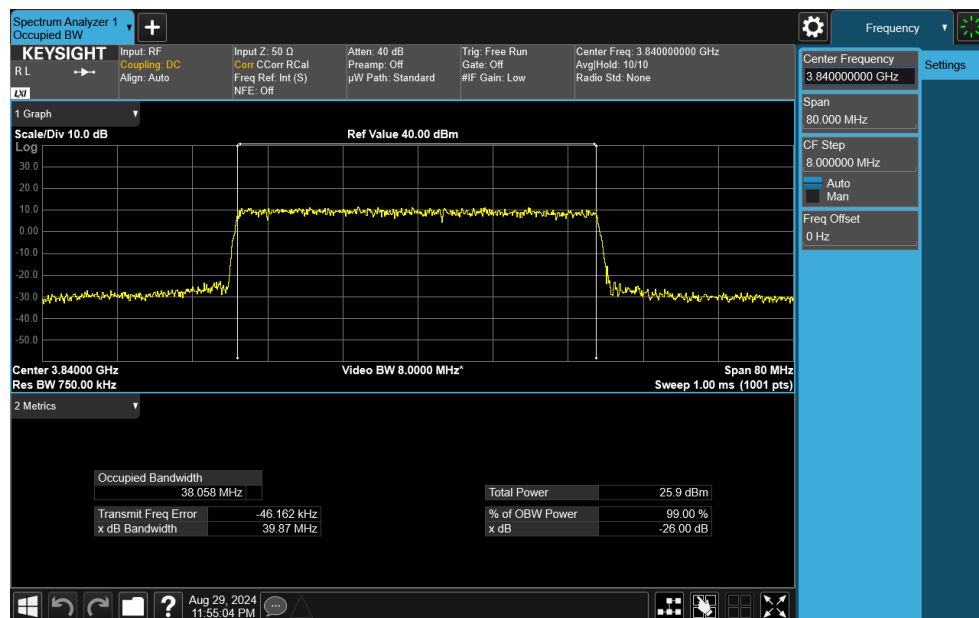 Spectrum Analyzer 1
Occupied BW
KEYSIGHT
R L
LXI
Input: RF
Coupling: DC
Align: Auto
Input Z: 50 Ω
Corr CCorr RCal
Freq Ref: Int (S)
NFE: Off
Atten: 40 dB
Preamp: Off
µW Path: Standard
Trig: Free Run
Gate: Off
#IF Gain: Low
Center Freq: 3.840000000 GHz
Avg|Hold: 10/10
Radio Std: None
1 Graph
Scale/Div 10.0 dB
Ref Value 40.00 dBm
Log
30.0
20.0
10.0
0.00
-10.0
-20.0
-30.0
-40.0
-50.0
Center 3.84000 GHz
Video BW 8.0000 MHz*
Span 80 MHz
Res BW 750.00 kHz
Sweep 1.00 ms (1001 pts)
2 Metrics
Occupied Bandwidth
38.058 MHz
Transmit Freq Error -46.162 kHz
x dB Bandwidth 39.87 MHz
Total Power 25.9 dBm
% of OBW Power 99.00 %
x dB -26.00 dB
Aug 29, 2024
11:55:04 PM
Frequency
Center Frequency
3.840000000 GHz
Settings
Span
80.000 MHz
CF Step
8.000000 MHz
Auto
Man
Freq Offset
0 Hz